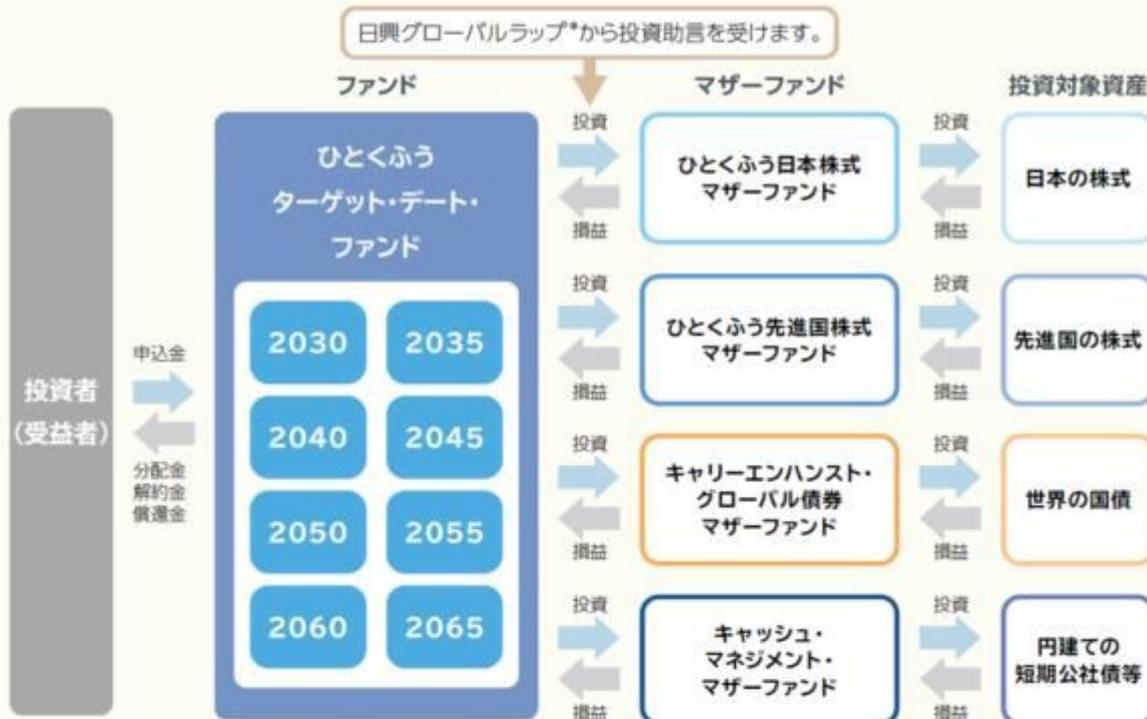 日興グローバルラップ*から投資助言を受けます。
ファンド
マザーファンド
投資対象資産
投資者
(受益者)
申込金
分配金
解約金
償還金
ひとくふう
ターゲット・デート・
ファンド
2030
2035
2040
2045
2050
2055
2060
2065
投資
損益
ひとくふう日本株式
マザーファンド
投資
損益
日本の株式
投資
損益
ひとくふう先進国株式
マザーファンド
投資
損益
先進国の株式
投資
損益
キャリーエンハンスト・
グローバル債券
マザーファンド
投資
損益
世界の国債
投資
損益
キャッシュ・
マネジメント・
マザーファンド
投資
損益
円建ての
短期公社債等